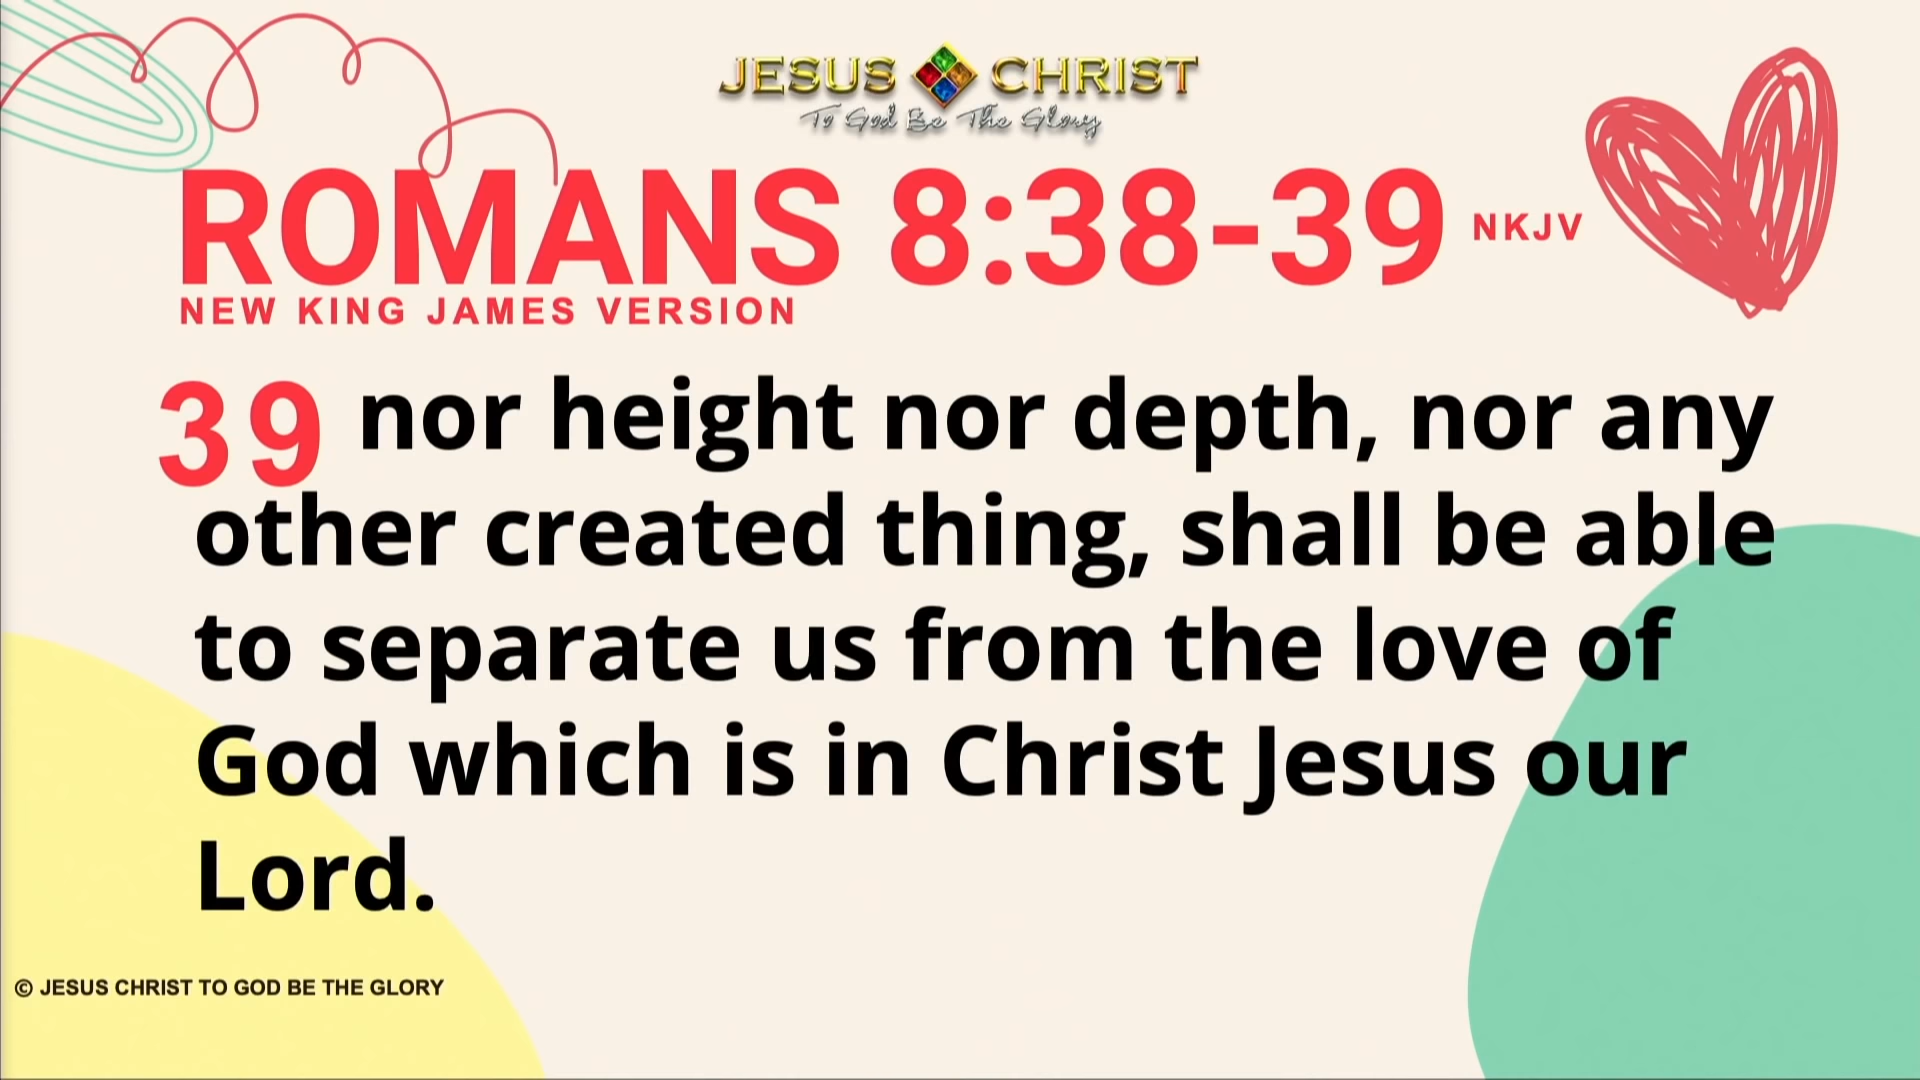 JESUS CHRIST
To God Be The Glory
ROMANS 8:38-39 NKJV
NEW KING JAMES VERSION
39 nor height nor depth, nor any
other created thing, shall be able
to separate us from the love of
God which is in Christ Jesus our
Lord.
© JESUS CHRIST TO GOD BE THE GLORY